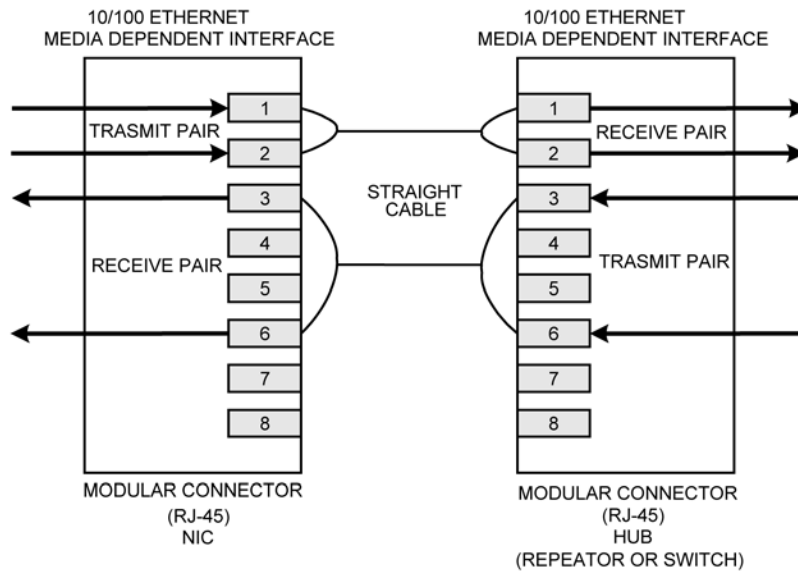 10/100 ETHERNET
MEDIA DEPENDENT INTERFACE
1
TRASMIT PAIR
2
3
4
RECEIVE PAIR
5
6
7
8
MODULAR CONNECTOR
(RJ-45)
NIC
STRAIGHT
CABLE
10/100 ETHERNET
MEDIA DEPENDENT INTERFACE
1
RECEIVE PAIR
2
3
4
TRASMIT PAIR
5
6
7
8
MODULAR CONNECTOR
(RJ-45)
HUB
(REPEATOR OR SWITCH)